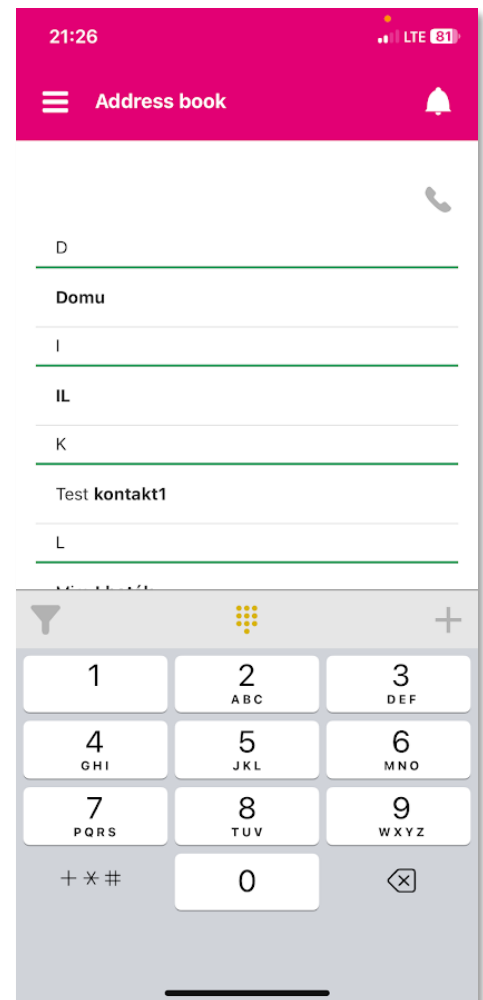 21:26 LTE 81
Address book
D
Domu
I
IL
K
Test kontakt1
L
1 2 3
ABC DEF
4 5 6
GHI JKL MNO
7 8 9
PQRS TUV WXYZ
+*# 0